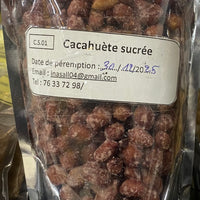 C.S.01
Cacahuète sucrée
Date de péremption : 30/12/2025
Email : inasall04@gmail.com
Tel : 76 33 72 98/